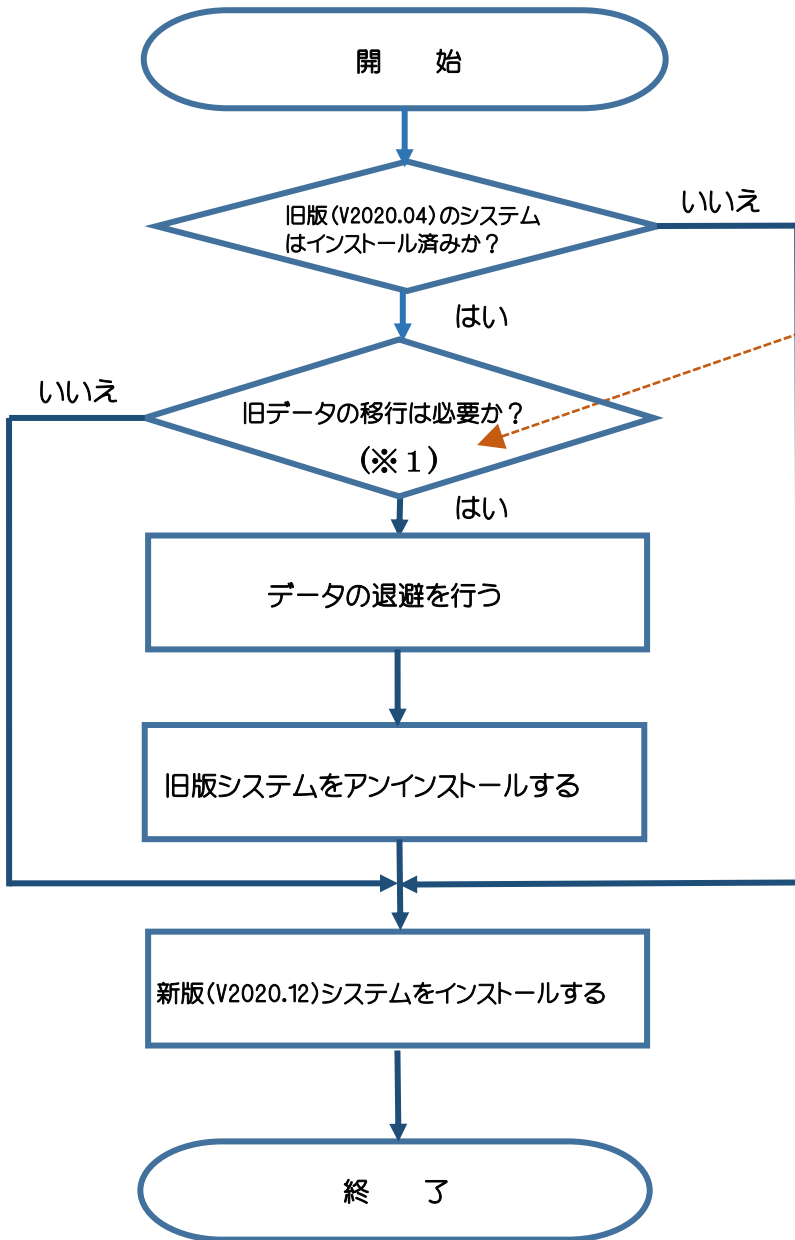 開　始
旧版(V2020.04)のシステム
はインストール済みか？
いいえ
はい
いいえ
旧データの移行は必要か？
(※１)
はい
データの退避を行う
旧版システムをアンインストールする
新版(V2020.12)システムをインストールする
終　了